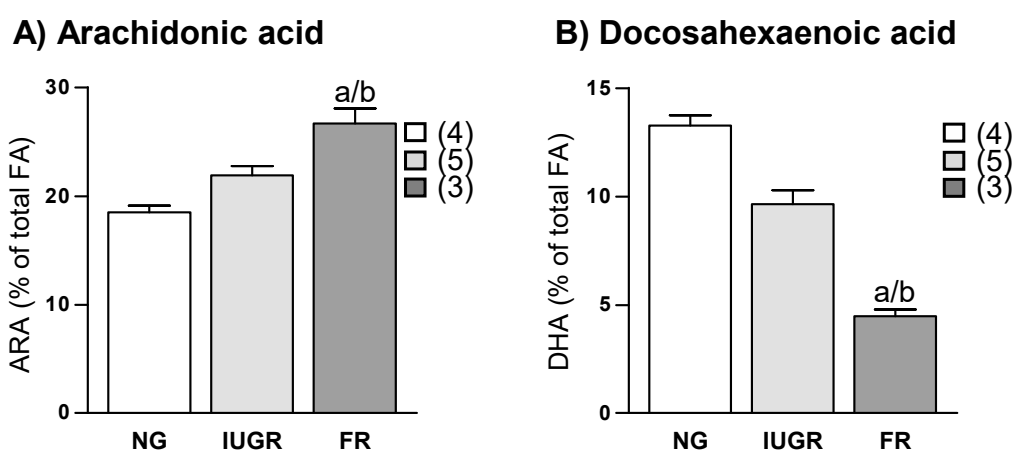 A) Arachidonic acid
ARA (% of total FA)
30
20
10
0
a/b
(4)
(5)
(3)
NG IUGR FR
B) Docosahexaenoic acid
DHA (% of total FA)
15
10
5
0
a/b
(4)
(5)
(3)
NG IUGR FR